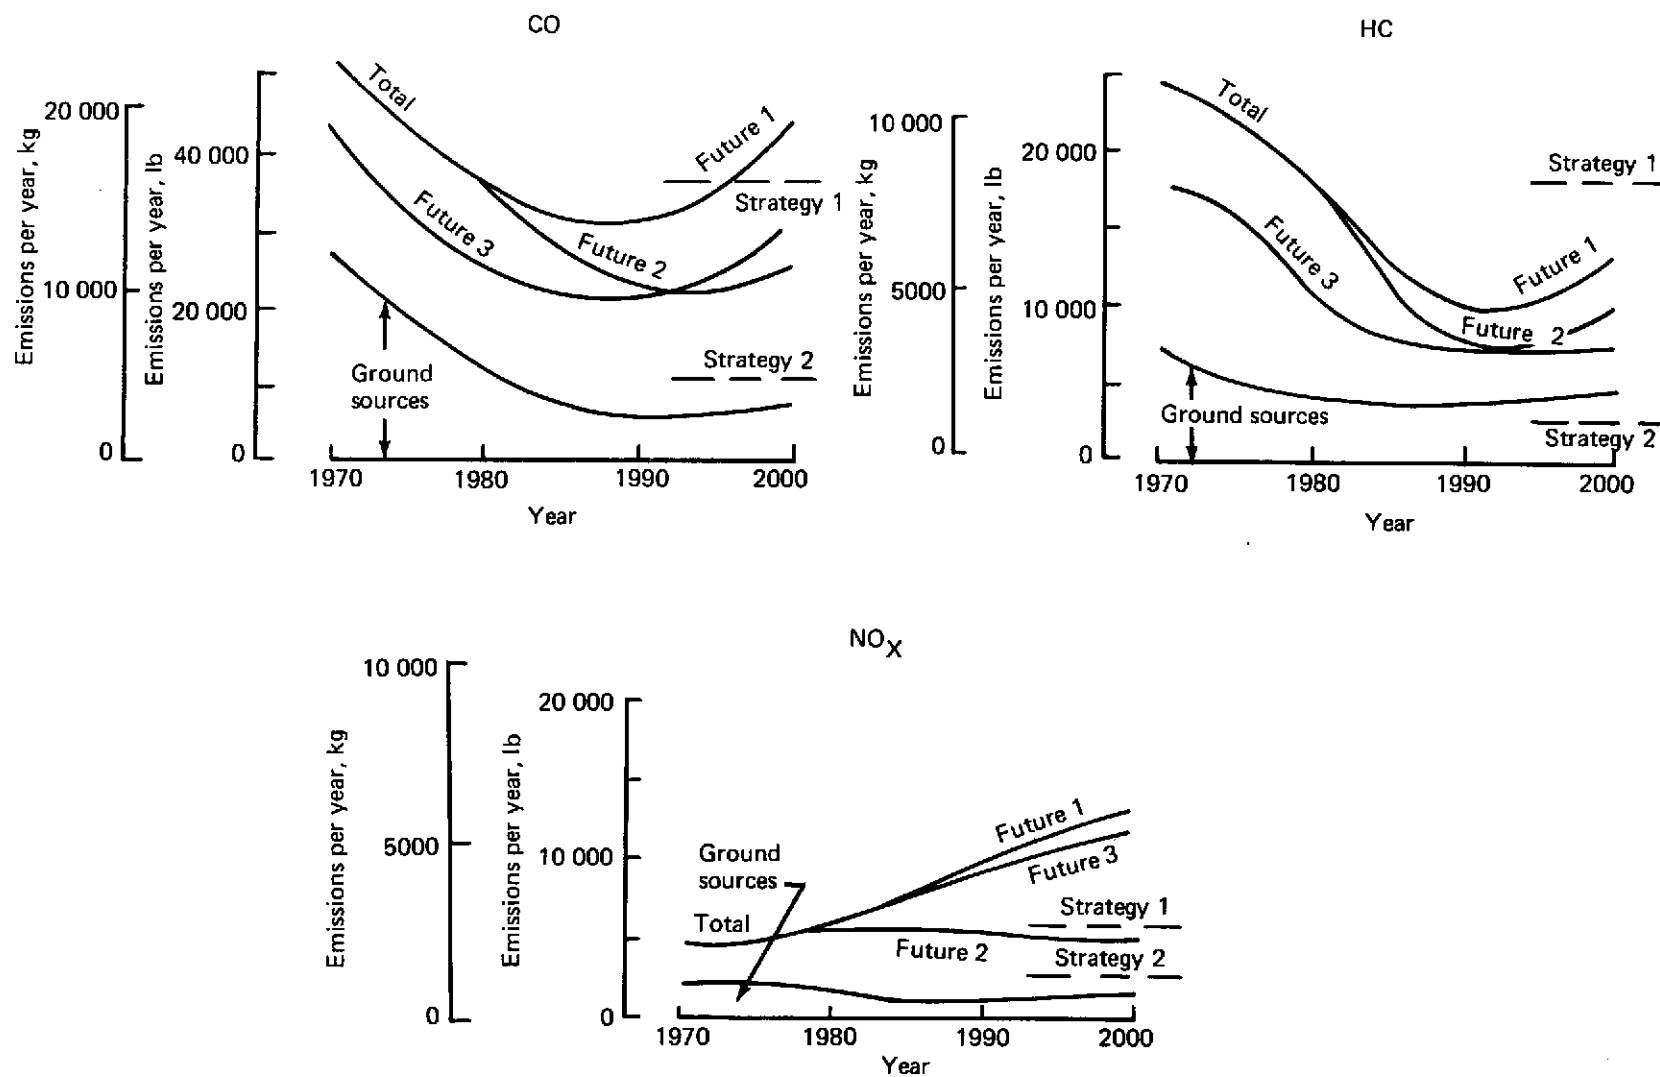 CO
Emissions per year, kg
20 000
10 000
0
Emissions per year, lb
40 000
20 000
0
Total
Future 1
Strategy 1
Future 3
Future 2
Ground
sources
Strategy 2
1970
1980
1990
2000
Year
HC
Emissions per year, kg
10 000
5000
0
Emissions per year, lb
20 000
10 000
0
Total
Strategy 1
Future 3
Future 1
Future 2
Ground sources
Strategy 2
1970
1980
1990
2000
Year
NOX
Emissions per year, kg
10 000
5000
0
Emissions per year, lb
20 000
10 000
0
Ground
sources
Total
Future 1
Future 3
Strategy 1
Future 2
Strategy 2
1970
1980
1990
2000
Year